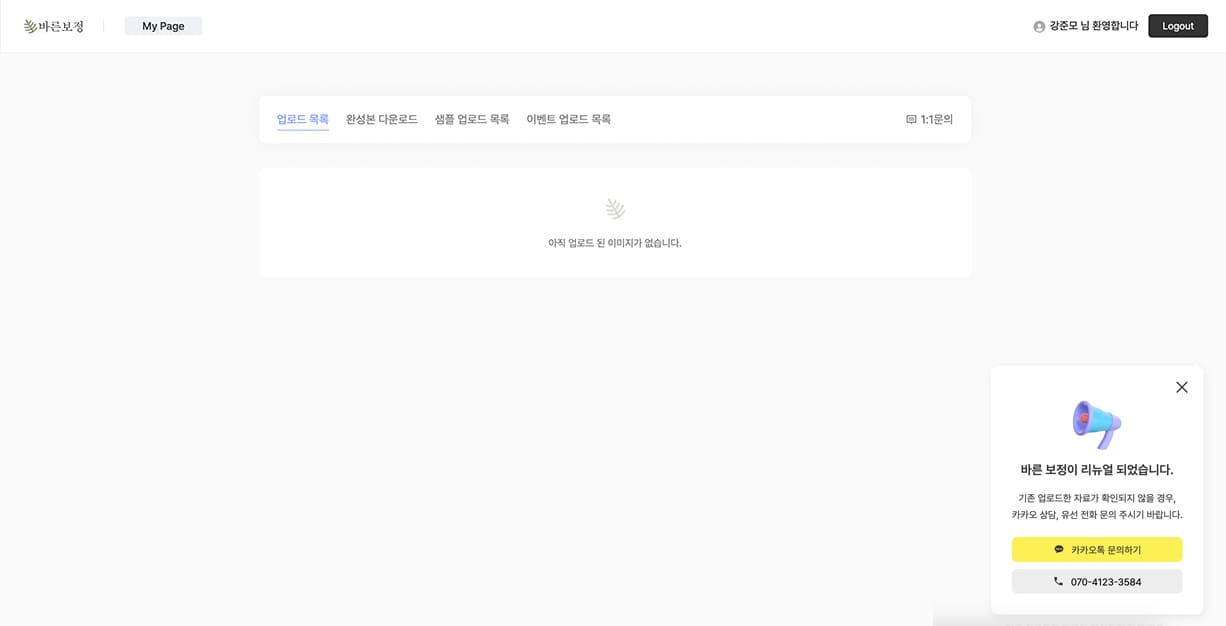 바른보정
My Page
강준모 님 환영합니다
Logout
업로드 목록
완성본 다운로드
샘플 업로드 목록
이벤트 업로드 목록
1:1문의
아직 업로드 된 이미지가 없습니다.
바른 보정이 리뉴얼 되었습니다.
기존 업로드한 자료가 확인되지 않을 경우,
카카오 상담, 유선 전화 문의 주시기 바랍니다.
카카오톡 문의하기
070-4123-3584